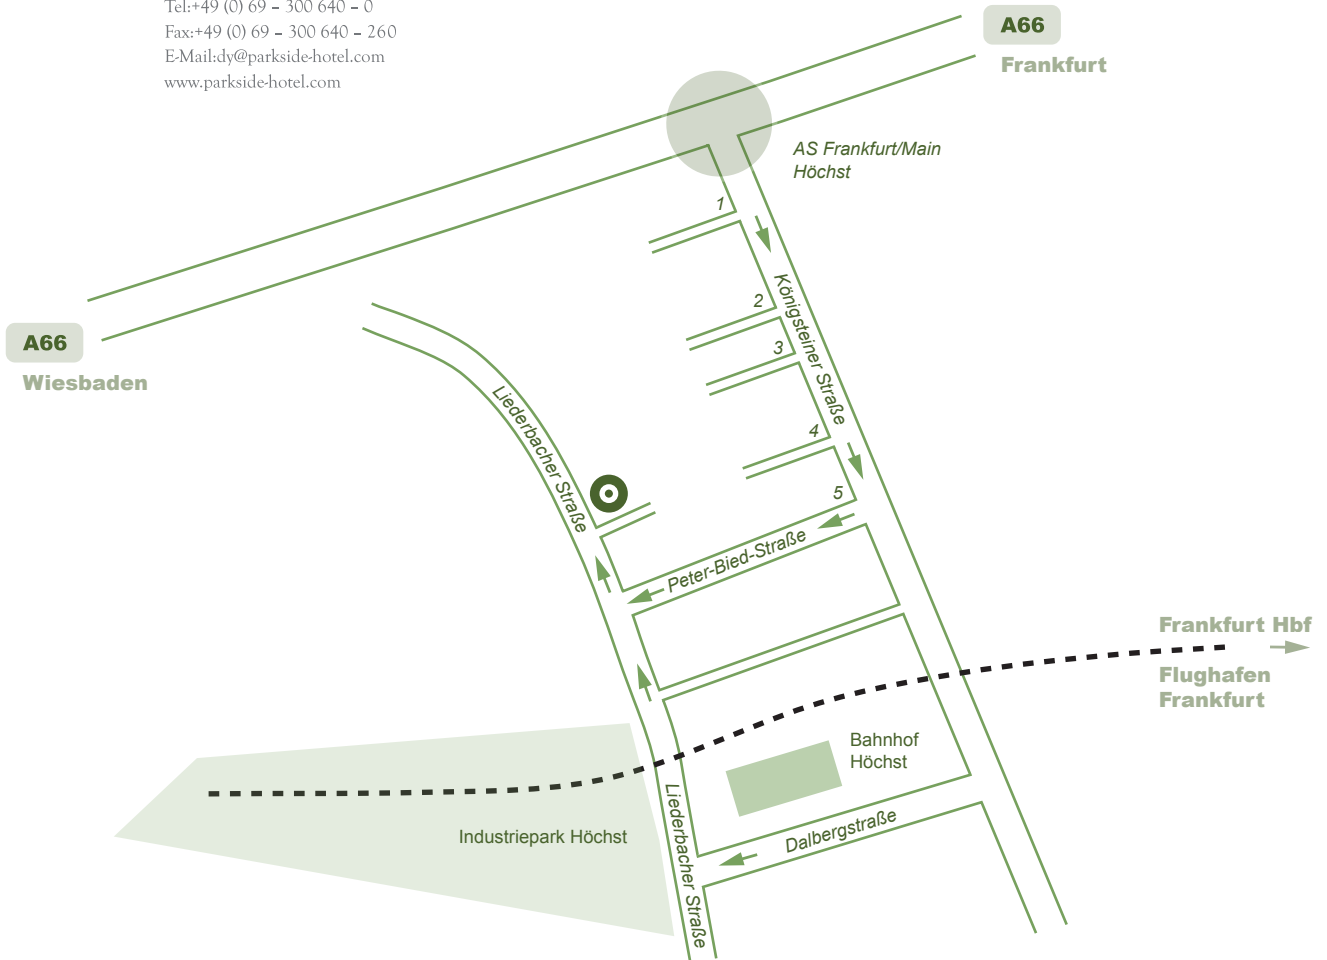 Tel:+49 (0) 69 – 300 640 – 0
Fax:+49 (0) 69 – 300 640 – 260
E-Mail:dy@parkside-hotel.com
www.parkside-hotel.com
A66
Frankfurt
AS Frankfurt/Main
Höchst
1
2
3
4
5
Königsteiner Straße
A66
Wiesbaden
Liederbacher Straße
Peter-Bied-Straße
Frankfurt Hbf
Flughafen
Frankfurt
Bahnhof
Höchst
Industriepark Höchst
Liederbacher Straße
Dalbergstraße